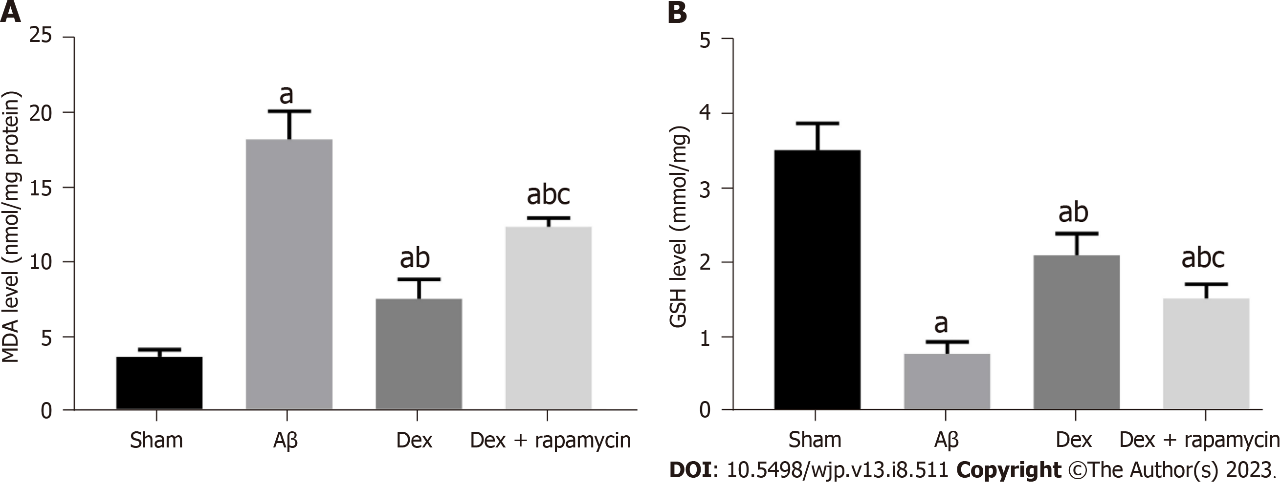 A
MDA level (nmol/mg protein)
25
20
15
10
5
0
a
ab
abc
Sham
Aβ
Dex
Dex + rapamycin
B
GSH level (mmol/mg)
5
4
3
2
1
0
a
ab
abc
Sham
Aβ
Dex
Dex + rapamycin
DOI: 10.5498/wjp.v13.i8.511 Copyright ©The Author(s) 2023.